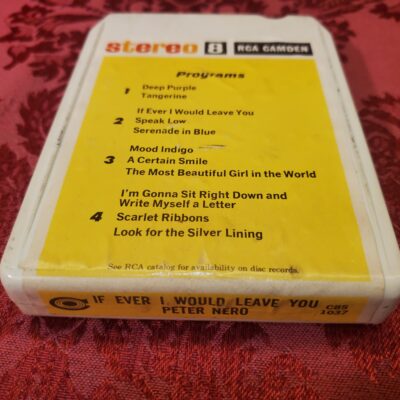 stereo 8 RCA CAMDEN
Programs
1 Deep Purple
Tangerine
If Ever I Would Leave You
2 Speak Low
Serenade in Blue
Mood Indigo
3 A Certain Smile
The Most Beautiful Girl in the World
I'm Gonna Sit Right Down and
Write Myself a Letter
4 Scarlet Ribbons
Look for the Silver Lining
See RCA catalog for availability on disc records.
IF EVER I WOULD LEAVE YOU C8S
PETER NERO 1037